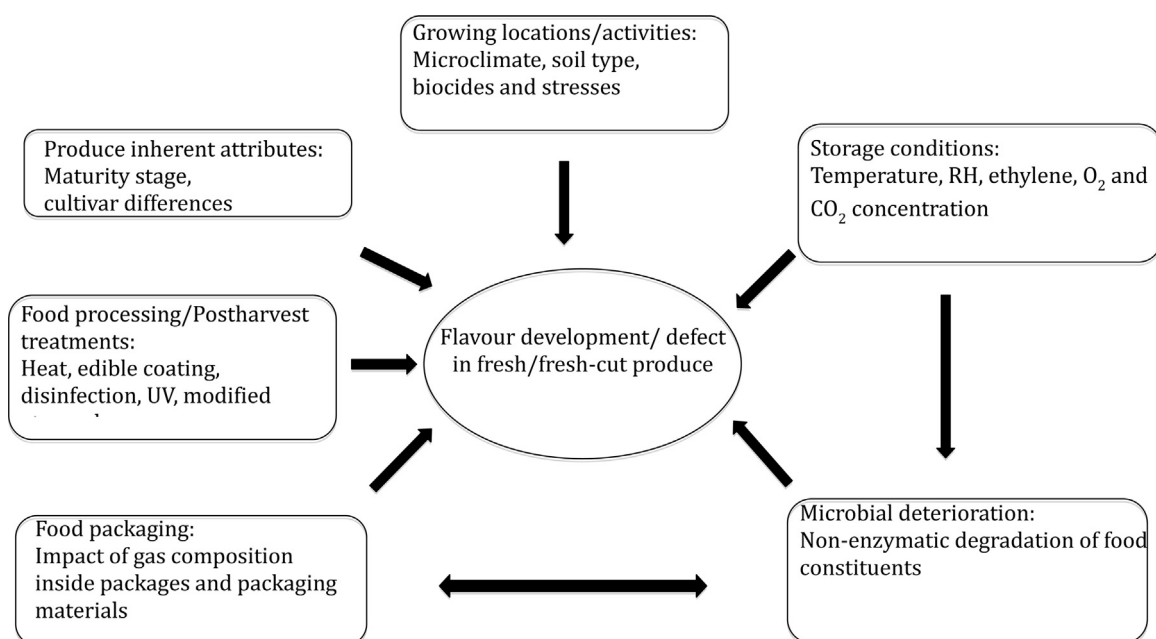 Growing locations/activities:
Microclimate, soil type,
biocides and stresses
Produce inherent attributes:
Maturity stage,
cultivar differences
Storage conditions:
Temperature, RH, ethylene, O₂ and
CO₂ concentration
Food processing/Postharvest
treatments:
Heat, edible coating,
disinfection, UV, modified
Flavour development/ defect
in fresh/fresh-cut produce
Food packaging:
Impact of gas composition
inside packages and packaging
materials
Microbial deterioration:
Non-enzymatic degradation of food
constituents